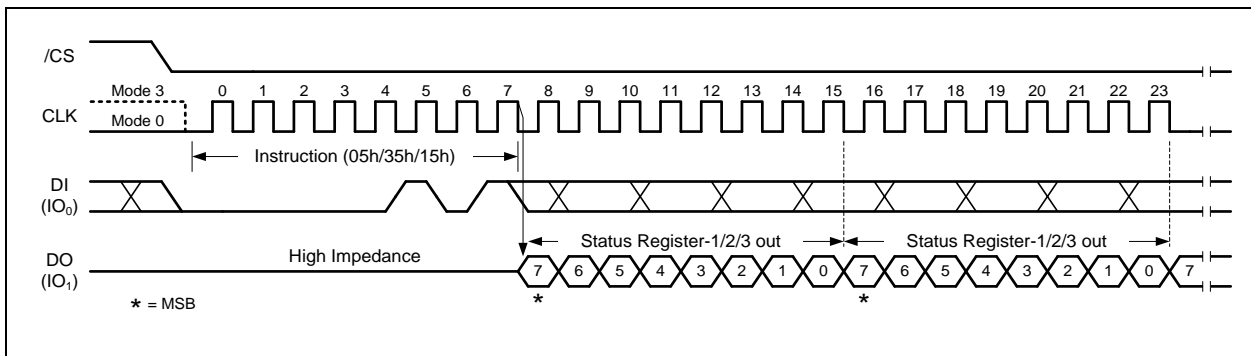 /CS
Mode 3
0 1 2 3 4 5 6 7 8 9 10 11 12 13 14 15 16 17 18 19 20 21 22 23
CLK
Mode 0
Instruction (05h/35h/15h)
DI
(IO0)
Status Register-1/2/3 out Status Register-1/2/3 out
DO
(IO1)
High Impedance
7 6 5 4 3 2 1 0 7 6 5 4 3 2 1 0 7
* *
* = MSB